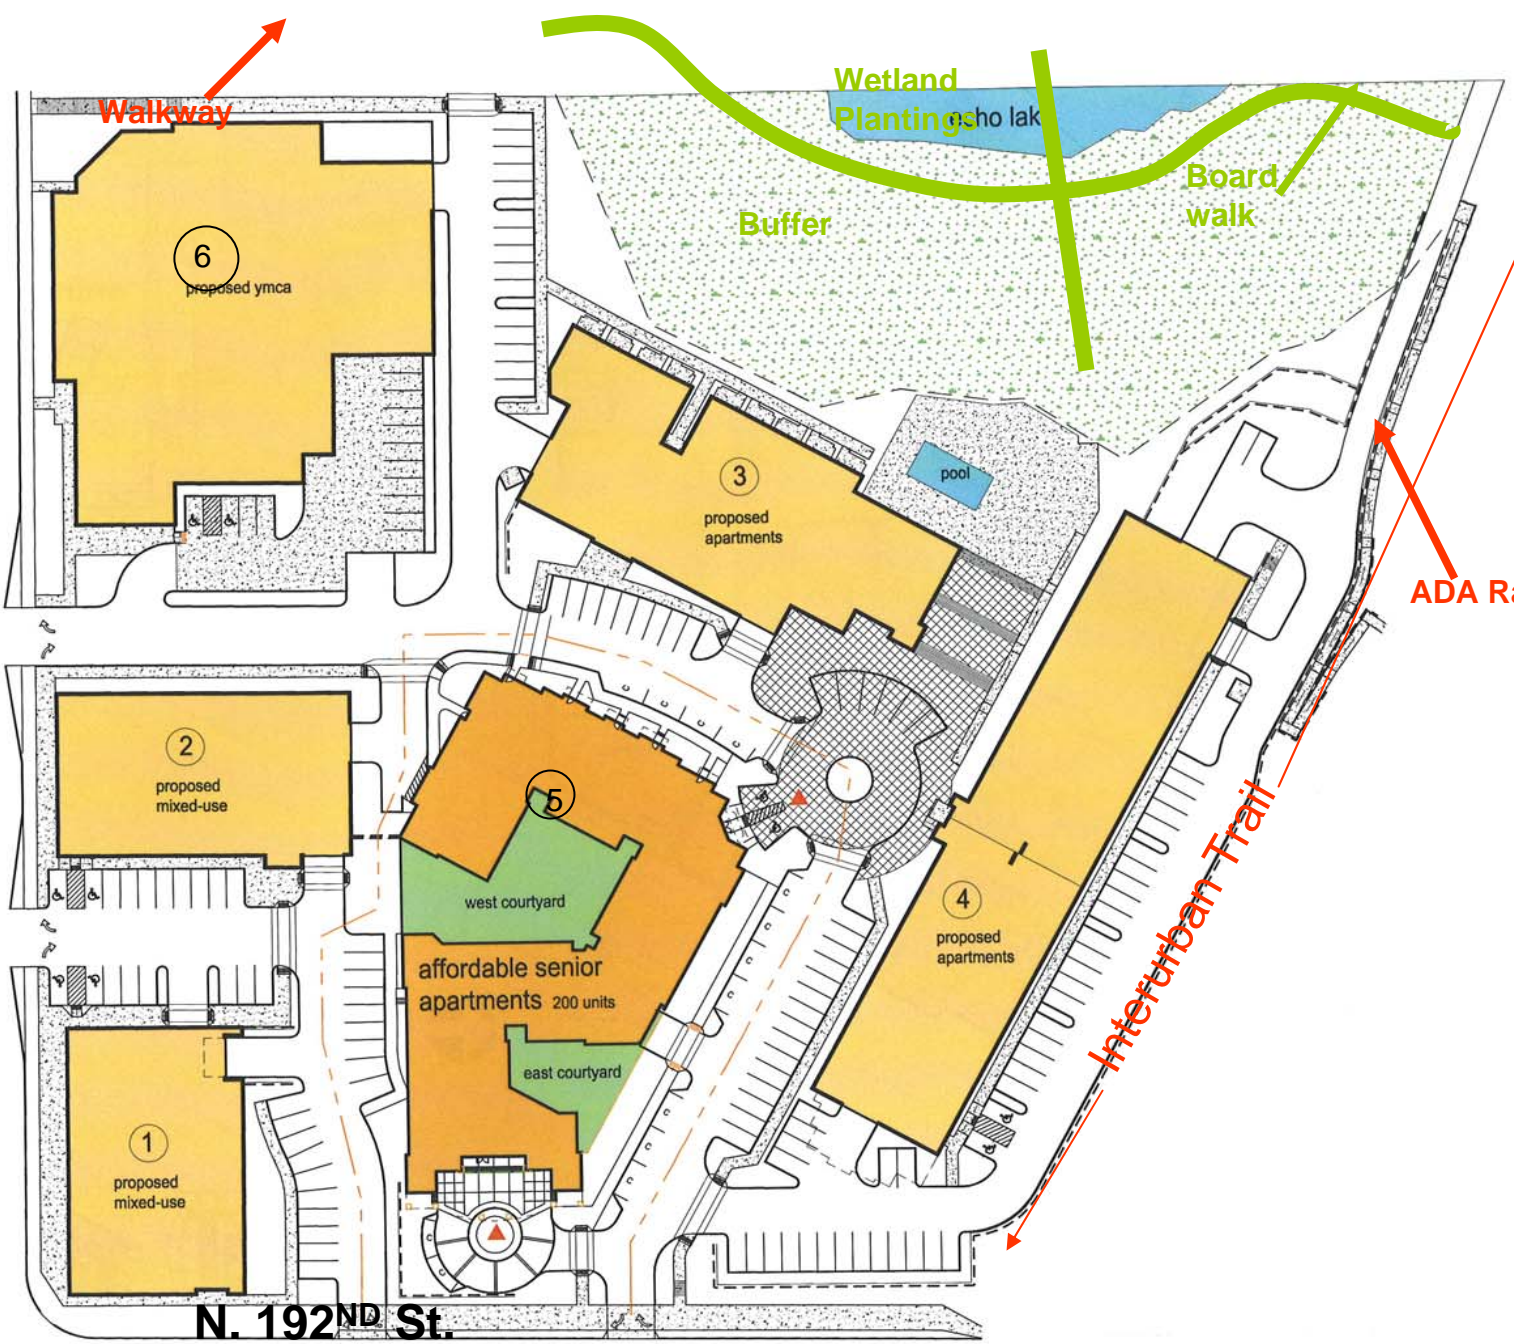 Walkway
Wetland
Plantings
echo lak
Board
walk
Buffer
6
proposed ymca
3
proposed
apartments
pool
ADA Ra
2
proposed
mixed-use
5
west courtyard
affordable senior
apartments 200 units
east courtyard
4
proposed
apartments
Interurban Trail
1
proposed
mixed-use
N. 192ND St.